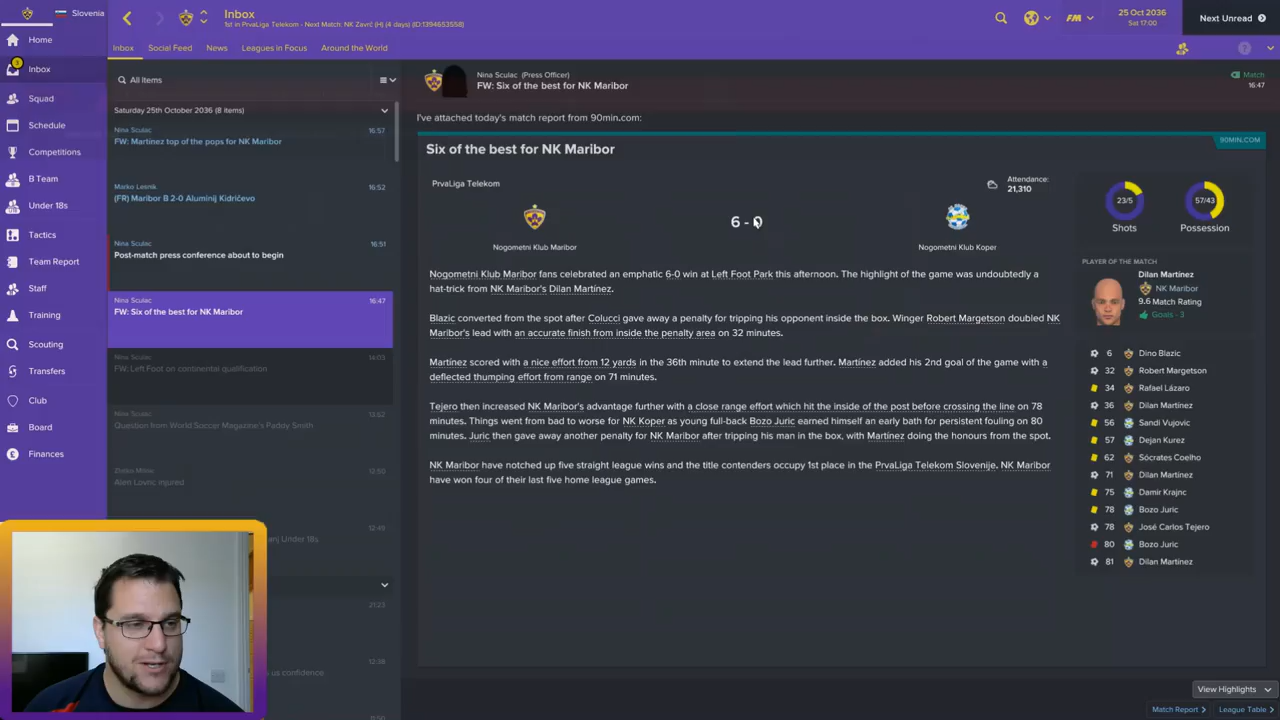 Slovenia
Inbox
1st in PrvaLiga Telekom - Next Match: NK Zavrč (H) (4 days) (ID:1394653558)
FM
25 Oct 2036
Sat 17:00
Next Unread
Home
Inbox
Squad
Schedule
Competitions
B Team
Under 18s
Tactics
Team Report
Staff
Training
Scouting
Transfers
Club
Board
Finances
Inbox Social Feed News Leagues in Focus Around the World
All Items
Saturday 25th October 2036 (8 items)
Nina Sculac 16:57
FW: Martínez top of the pops for NK Maribor
Marko Lesnik 16:52
(FR) Maribor B 2-0 Aluminij Kidričevo
Nina Sculac 16:51
Post-match press conference about to begin
Nina Sculac 16:47
FW: Six of the best for NK Maribor
Nina Sculac 14:03
FW: Left Foot on continental qualification
Nina Sculac 13:52
Question from World Soccer Magazine's Paddy Smith
12:50
Alen Lovric injured
12:49
Under 18s
21:23
12:38
us confidence
Nina Sculac (Press Officer)
FW: Six of the best for NK Maribor
Match
16:47
I've attached today's match report from 90min.com:
90MIN.COM
Six of the best for NK Maribor
PrvaLiga Telekom
Attendance:
21,310
6 - 0
Nogometni Klub Maribor
Nogometni Klub Koper
Nogometni Klub Maribor fans celebrated an emphatic 6-0 win at Left Foot Park this afternoon. The highlight of the game was undoubtedly a
hat-trick from NK Maribor's Dilan Martínez.
Blazic converted from the spot after Colucci gave away a penalty for tripping his opponent inside the box. Winger Robert Margetson doubled NK
Maribor's lead with an accurate finish from inside the penalty area on 32 minutes.
Martínez scored with a nice effort from 12 yards in the 36th minute to extend the lead further. Martínez added his 2nd goal of the game with a
deflected thumping effort from range on 71 minutes.
Tejero then increased NK Maribor's advantage further with a close range effort which hit the inside of the post before crossing the line on 78
minutes. Things went from bad to worse for NK Koper as young full-back Bozo Juric earned himself an early bath for persistent fouling on 80
minutes. Juric then gave away another penalty for NK Maribor after tripping his man in the box, with Martínez doing the honours from the spot.
NK Maribor have notched up five straight league wins and the title contenders occupy 1st place in the PrvaLiga Telekom Slovenije. NK Maribor
have won four of their last five home league games.
23/5
Shots
57/43
Possession
PLAYER OF THE MATCH
Dilan Martínez
NK Maribor
9.6 Match Rating
Goals - 3
6 Dino Blazic
32 Robert Margetson
34 Rafael Lázaro
36 Dilan Martínez
56 Sandi Vujovic
57 Dejan Kurez
62 Sócrates Coelho
71 Dilan Martínez
75 Damir Krajnc
78 Bozo Juric
78 José Carlos Tejero
80 Bozo Juric
81 Dilan Martínez
View Highlights
Match Report
League Table